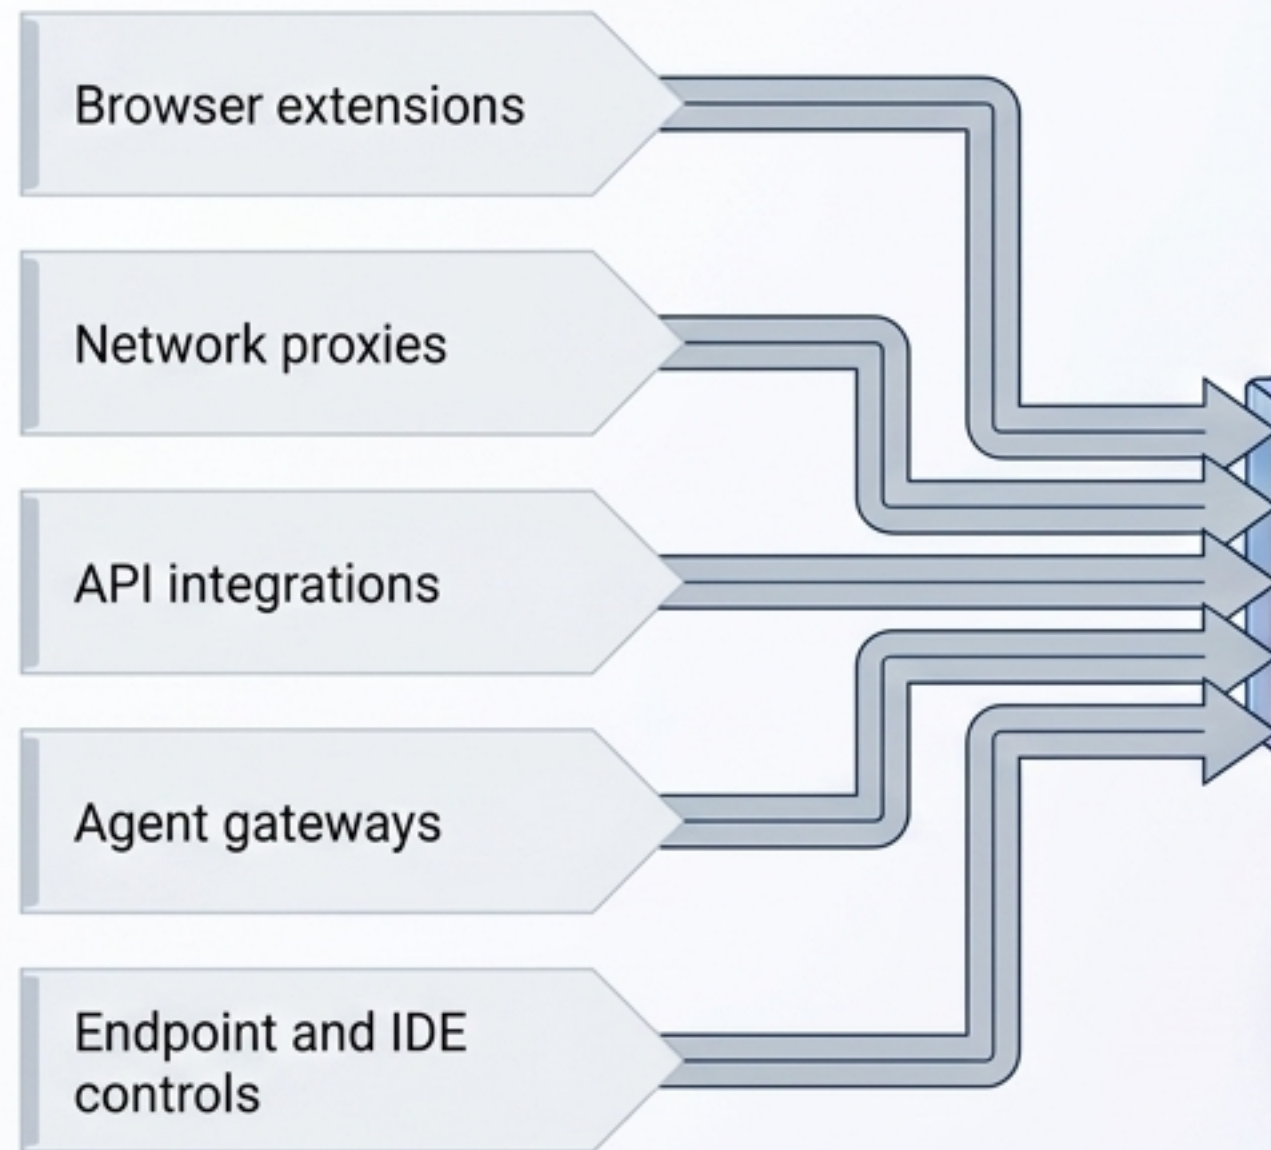 Browser extensions
Network proxies
API integrations
Agent gateways
Endpoint and IDE
controls